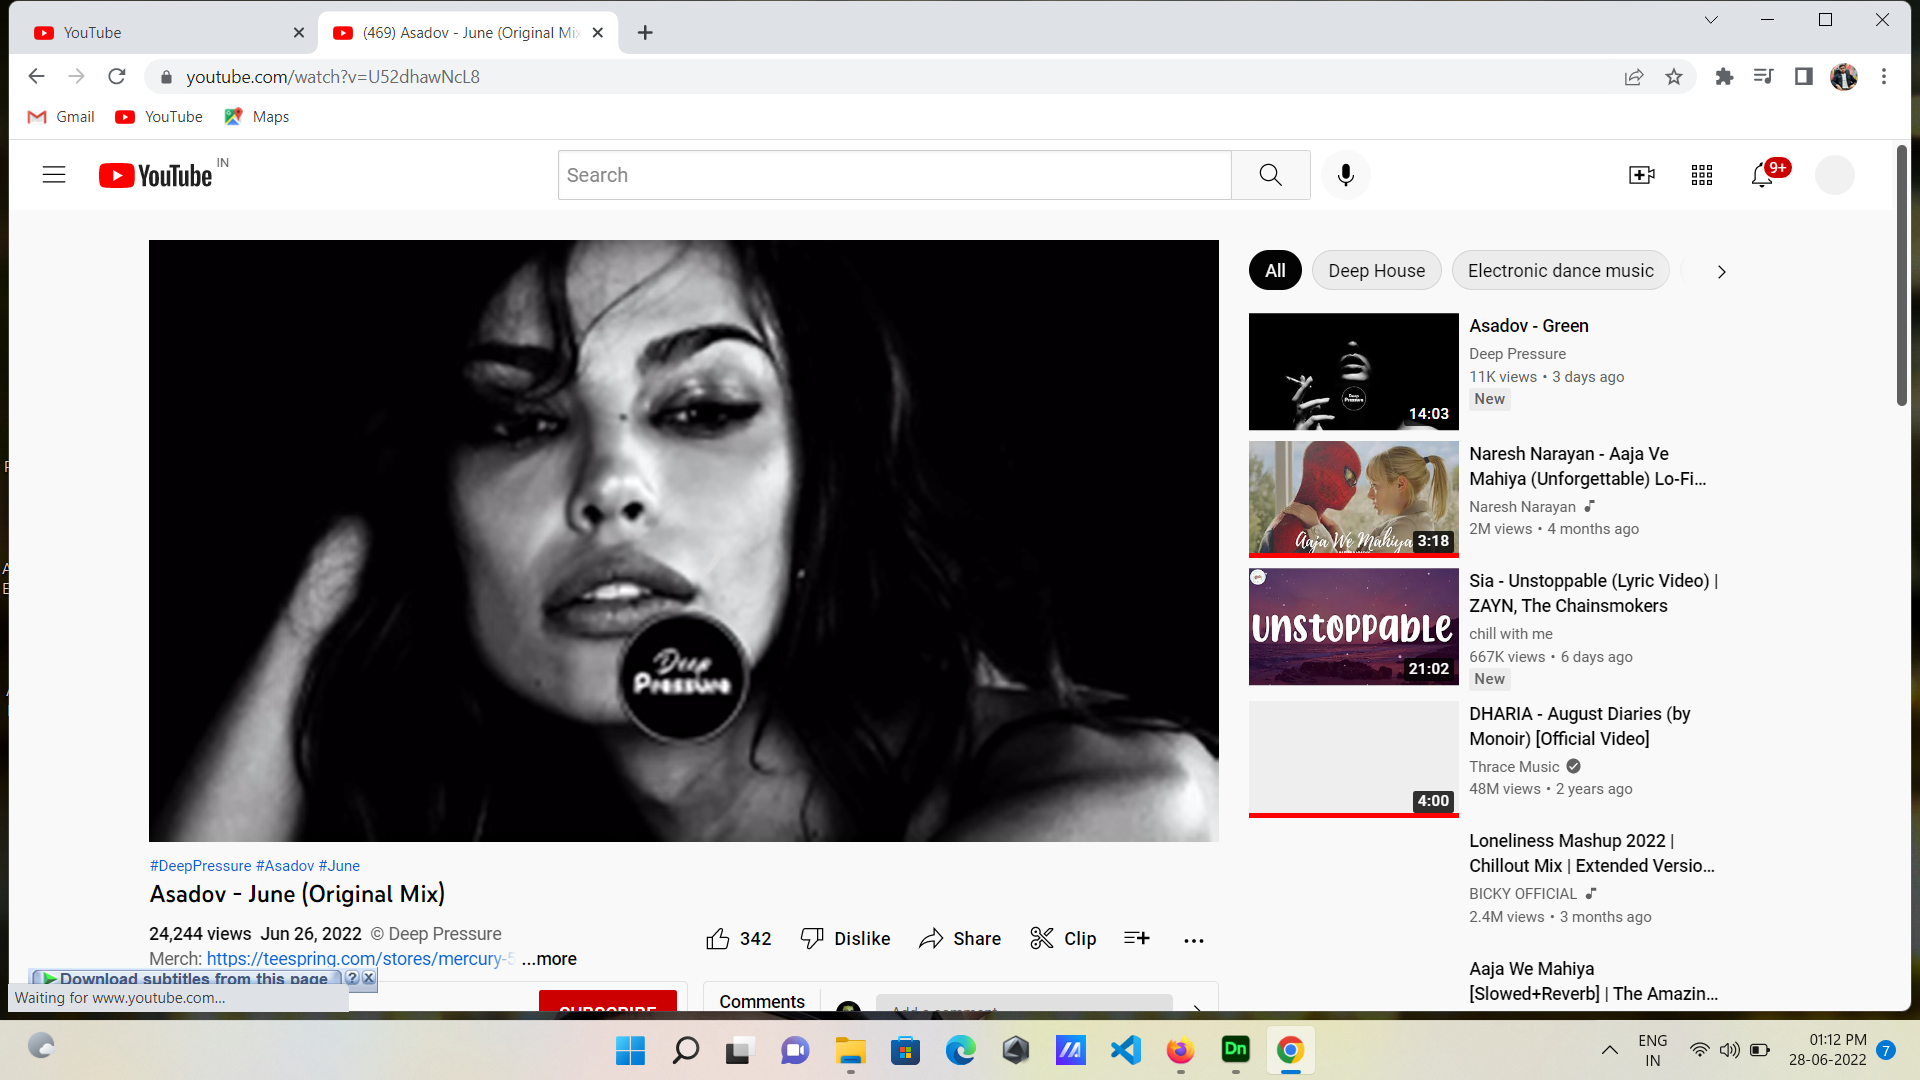 YouTube
(469) Asadov - June (Original Mix
youtube.com/watch?v=U52dhawNcL8
Gmail
YouTube
Maps
YouTube IN
Search
9+
All
Deep House
Electronic dance music
Deep
Pressure
Asadov - Green
Deep Pressure
11K views • 3 days ago
New
Deep
Pressure
14:03
Naresh Narayan - Aaja Ve
Mahiya (Unforgettable) Lo-Fi...
Naresh Narayan
2M views • 4 months ago
Aaja We Mahiya
3:18
Sia - Unstoppable (Lyric Video) |
ZAYN, The Chainsmokers
chill with me
667K views • 6 days ago
New
UNSTOPPABLE
21:02
DHARIA - August Diaries (by
Monoir) [Official Video]
Thrace Music
48M views • 2 years ago
4:00
Loneliness Mashup 2022 |
Chillout Mix | Extended Versio...
BICKY OFFICIAL
2.4M views • 3 months ago
Aaja We Mahiya
[Slowed+Reverb] | The Amazin...
#DeepPressure #Asadov #June
Asadov - June (Original Mix)
24,244 views Jun 26, 2022 © Deep Pressure
342
Dislike
Share
Clip
Merch: https://teespring.com/stores/mercury-5 ...more
Download subtitles from this page
Waiting for www.youtube.com...
SUBSCRIBE
Comments
Add a comment
Dn
ENG
IN
01:12 PM
28-06-2022
7